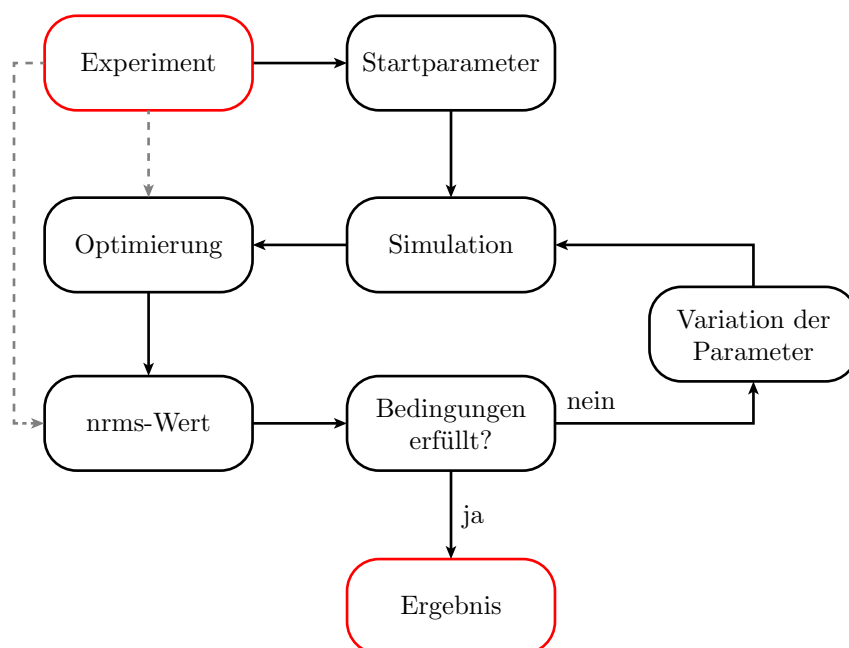 Experiment
Startparameter
Optimierung
Simulation
Variation der
Parameter
nrms-Wert
Bedingungen
erfüllt?
nein
ja
Ergebnis